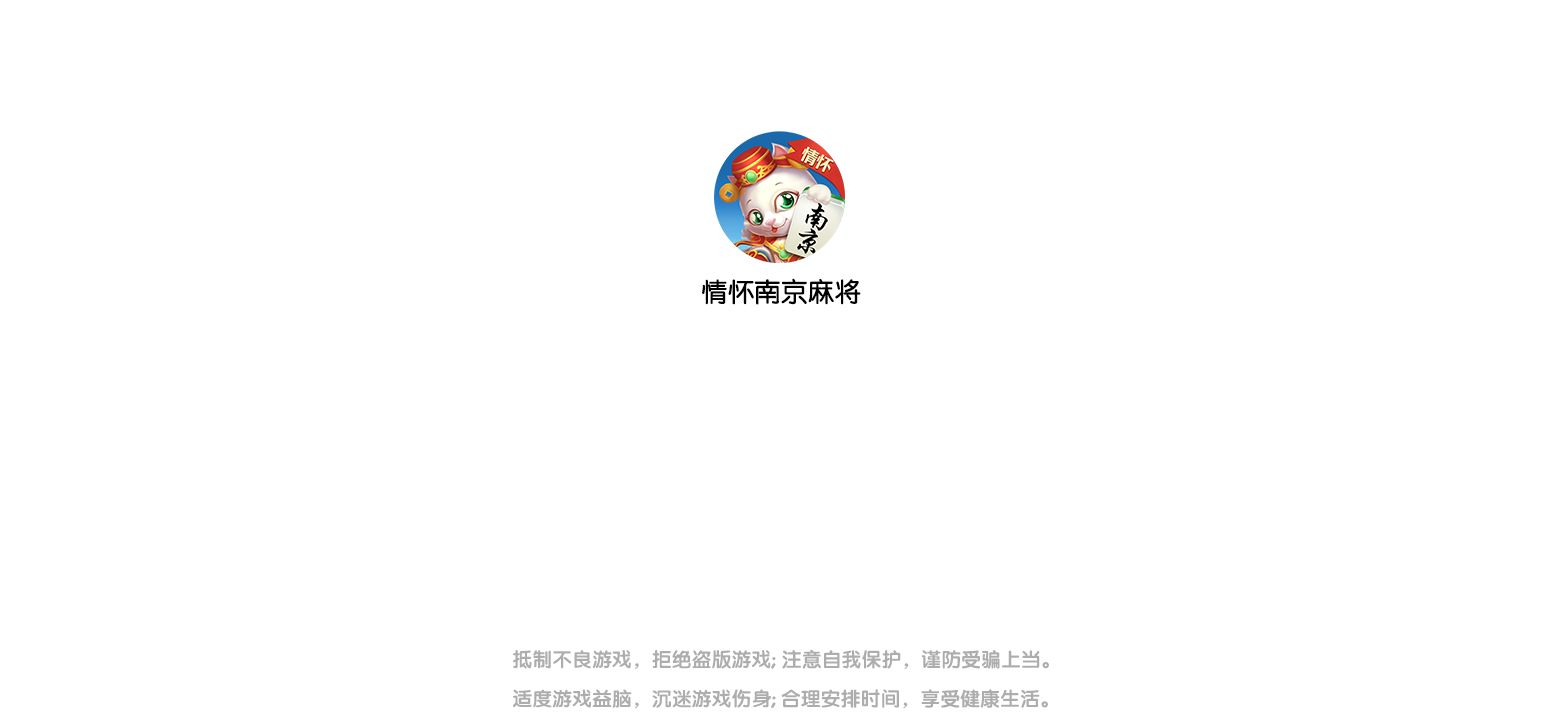 情怀
南京
情怀南京麻将
抵制不良游戏，拒绝盗版游戏; 注意自我保护，谨防受骗上当。
适度游戏益脑，沉迷游戏伤身; 合理安排时间，享受健康生活。